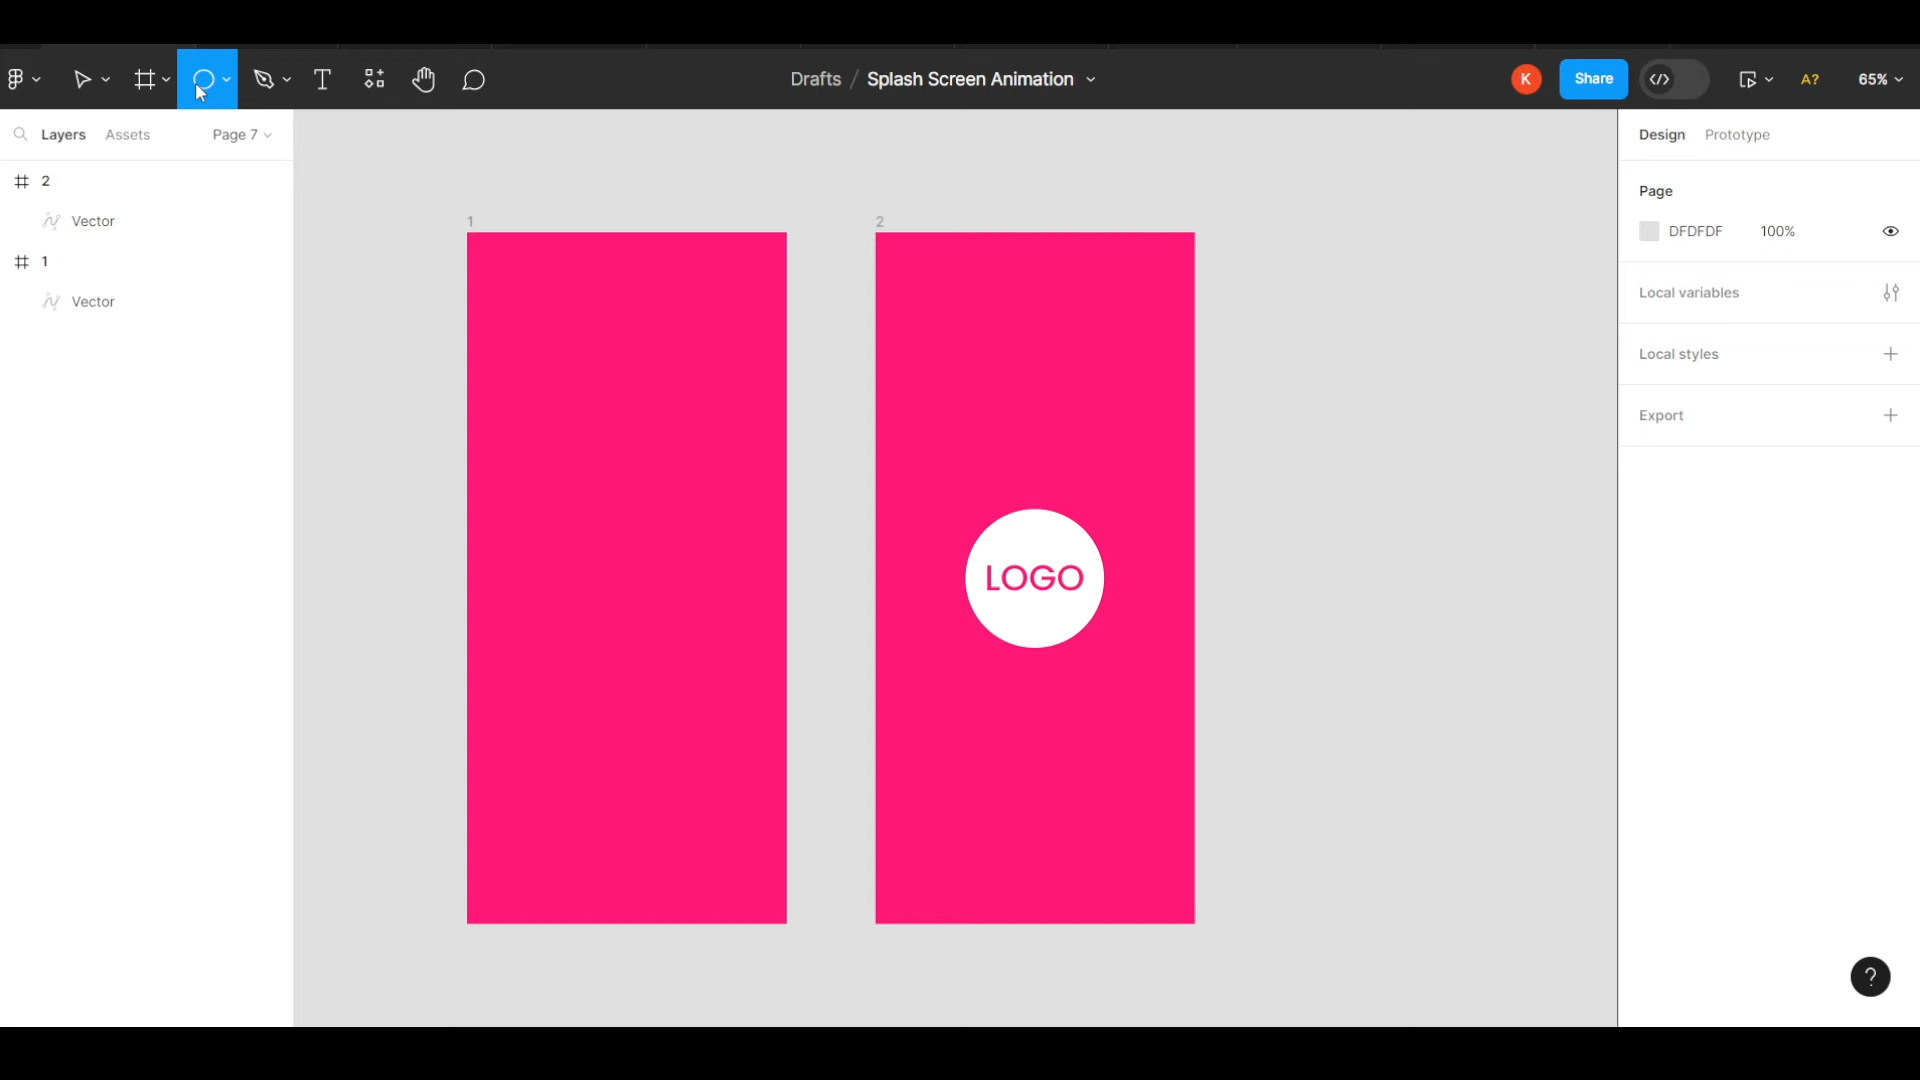 Drafts / Splash Screen Animation
K
Share
A?
65%
Layers Assets Page 7
2
Vector
1
Vector
1
2
LOGO
Design Prototype
Page
DFDFDF 100%
Local variables
Local styles
Export
?